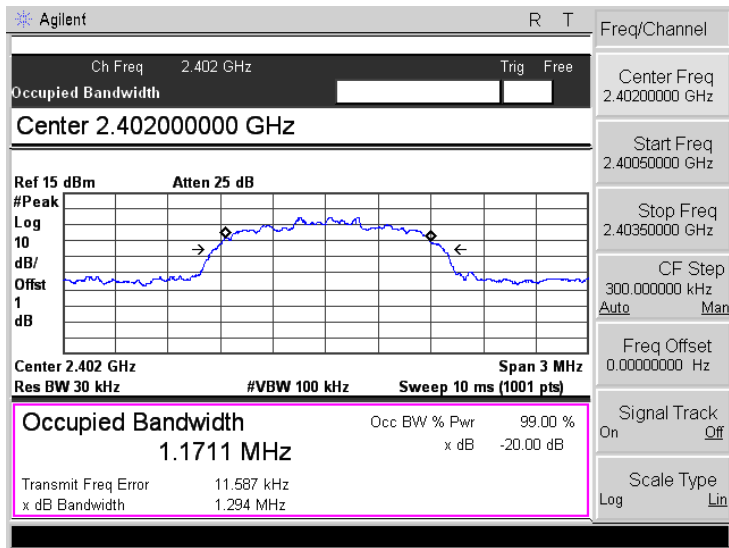 Agilent R T
Ch Freq 2.402 GHz Trig Free
Occupied Bandwidth
Center 2.402000000 GHz
Ref 15 dBm Atten 25 dB
#Peak
Log
10
dB/
Offst
1
dB
Center 2.402 GHz Span 3 MHz
Res BW 30 kHz #VBW 100 kHz Sweep 10 ms (1001 pts)
Occupied Bandwidth
1.1711 MHz
Occ BW % Pwr 99.00 %
x dB -20.00 dB
Transmit Freq Error 11.587 kHz
x dB Bandwidth 1.294 MHz
Freq/Channel
Center Freq
2.40200000 GHz
Start Freq
2.40050000 GHz
Stop Freq
2.40350000 GHz
CF Step
300.000000 kHz
Auto Man
Freq Offset
0.00000000 Hz
Signal Track
On Off
Scale Type
Log Lin